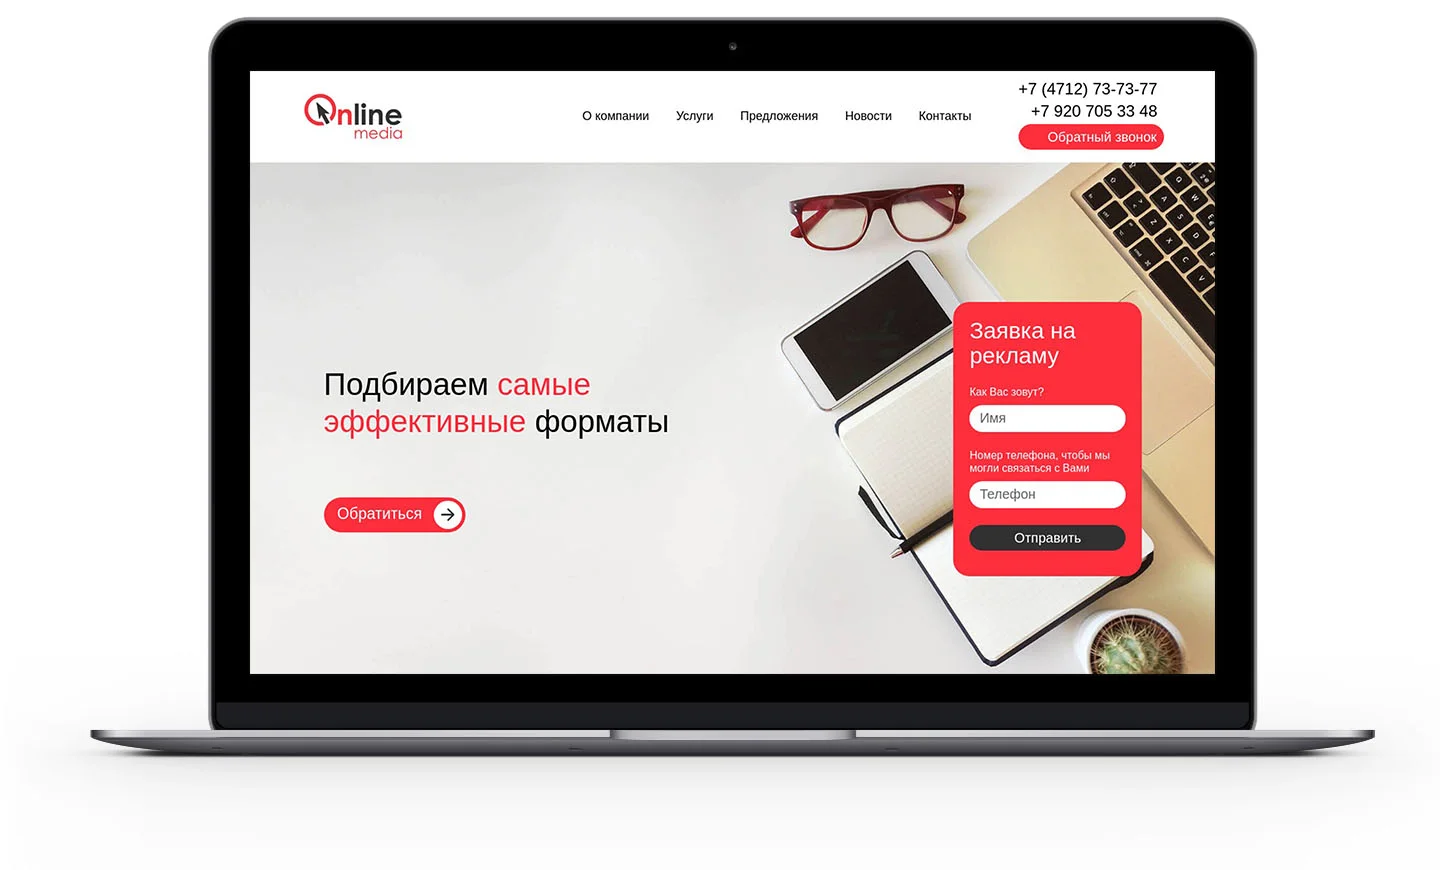 Online
media
О компании Услуги Предложения Новости Контакты
+7 (4712) 73-73-77
+7 920 705 33 48
Обратный звонок
Подбираем самые
эффективные форматы
Обратиться
Заявка на
рекламу
Как Вас зовут?
Имя
Номер телефона, чтобы мы
могли связаться с Вами
Телефон
Отправить